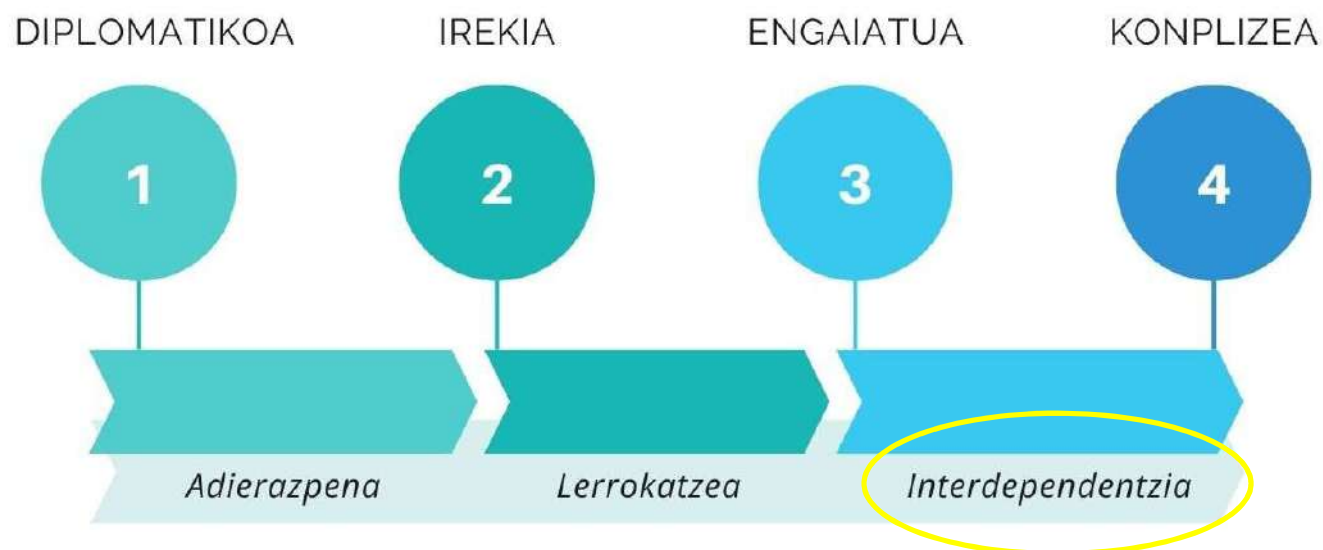 DIPLOMATIKOA IREKIA ENGAIATUA KONPLIZEA
1 2 3 4
Adierazpena Lerrokatzea Interdependentzia